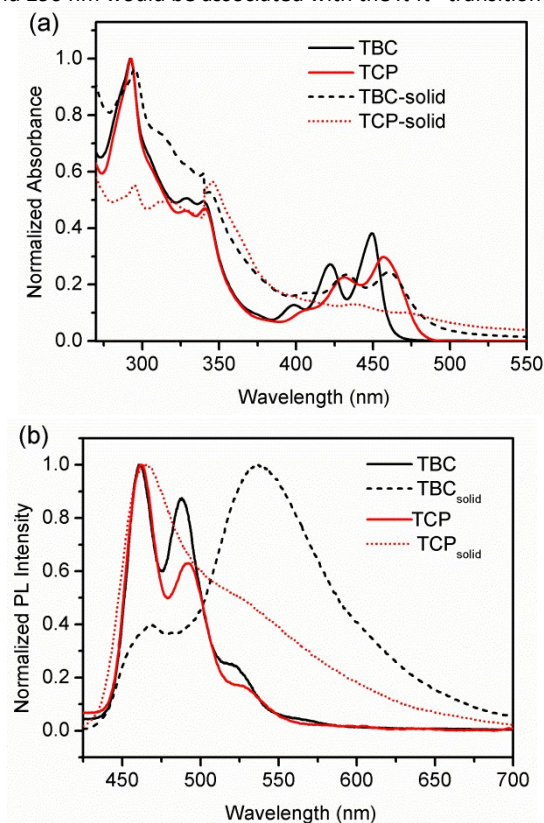 (a)
TBC
TCP
TBC-solid
TCP-solid
Normalized Absorbance
1.0
0.8
0.6
0.4
0.2
0.0
300 350 400 450 500 550
Wavelength (nm)
(b)
TBC
TBCsolid
TCP
TCPsolid
Normalized PL Intensity
1.0
0.8
0.6
0.4
0.2
0.0
450 500 550 600 650 700
Wavelength (nm)